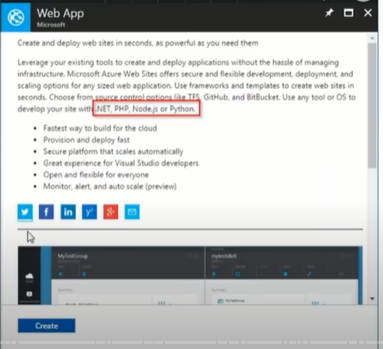 Web App
Microsoft
Create and deploy web sites in seconds, as powerful as you need them
Leverage your existing tools to create and deploy applications without the hassle of managing
infrastructure. Microsoft Azure Web Sites offers secure and flexible development, deployment, and
scaling options for any sized web application. Use frameworks and templates to create web sites in
seconds. Choose from source control options like TFS, GitHub, and BitBucket. Use any tool or OS to
develop your site with .NET, PHP, Node.js or Python.
• Fastest way to build for the cloud
• Provision and deploy fast
• Secure platform that scales automatically
• Great experience for Visual Studio developers
• Open and flexible for everyone
• Monitor, alert, and auto scale (preview)
f in y! g+
MyTestGroup
Create